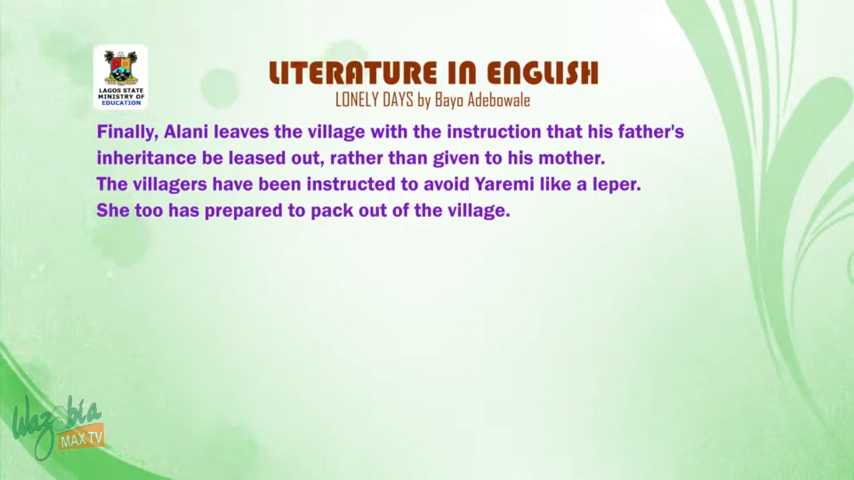 LAGOS STATE
MINISTRY OF
EDUCATION
LITERATURE IN ENGLISH
LONELY DAYS by Bayo Adebowale
Finally, Alani leaves the village with the instruction that his father's
inheritance be leased out, rather than given to his mother.
The villagers have been instructed to avoid Yaremi like a leper.
She too has prepared to pack out of the village.
Wazobia
MAX TV